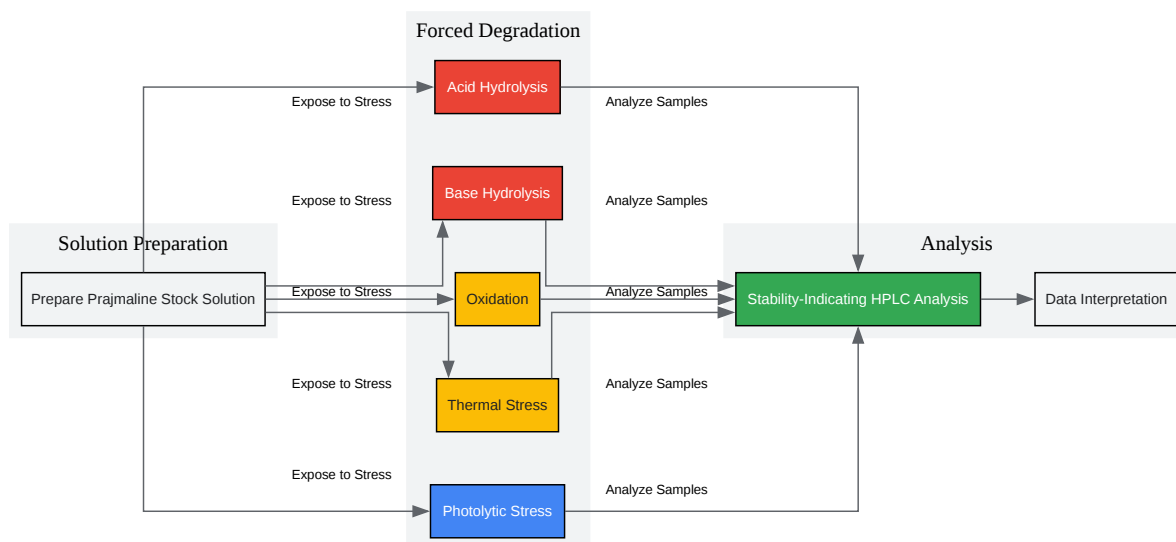 Forced Degradation
Acid Hydrolysis
Expose to Stress
Analyze Samples
Base Hydrolysis
Expose to Stress
Analyze Samples
Solution Preparation
Analysis
Prepare Prajmaline Stock Solution
Expose to Stress
Oxidation
Analyze Samples
Stability-Indicating HPLC Analysis
Data Interpretation
Expose to Stress
Analyze Samples
Thermal Stress
Expose to Stress
Analyze Samples
Photolytic Stress